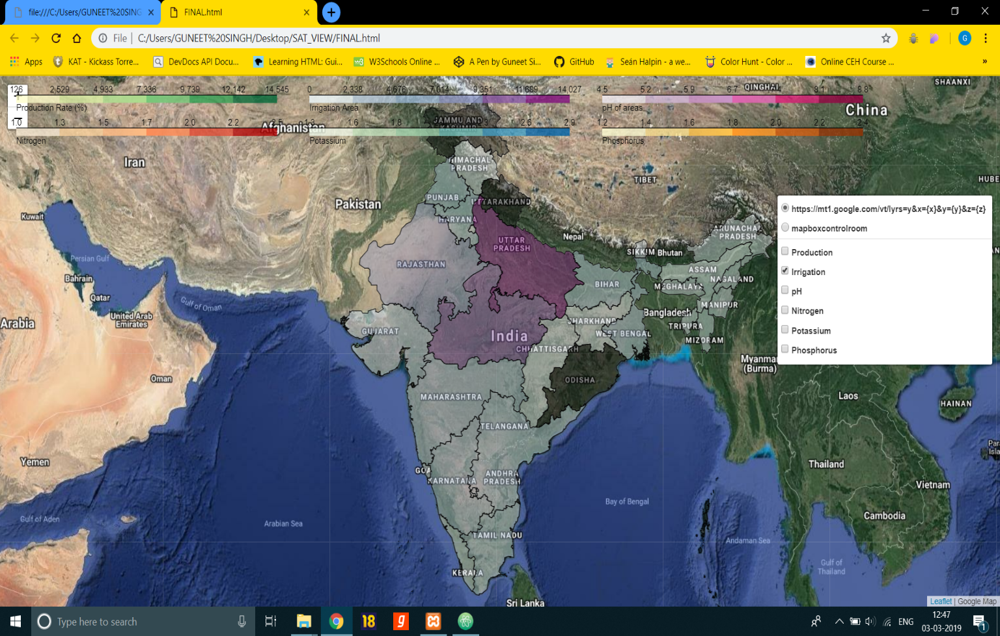 file:///C:/Users/GUNEET%20SING
FINAL.html
File | C:/Users/GUNEET%20SINGH/Desktop/SAT_VIEW/FINAL.html
G
Apps
KAT - Kickass Torre...
DevDocs API Docu...
Learning HTML: Gui...
W3Schools Online ...
A Pen by Guneet Si...
GitHub
Seán Halpin - a we...
Color Hunt - Color ...
Online CEH Course ...
»
126 2,529 4,933 7,336 9,739 12,142 14,545
Production Rate (%)
0 2,338 4,676 7,014 9,351 11,689 14,027
Irrigation Area
4.5 5.2 5.9 6.7 8.1 8.8
pH of areas
1.0 1.3 1.5 1.7 2.0 2.2 2.5
Nitrogen
1.3 1.6 1.8 2.3 2.6 2.9
Potassium
1.2 1.4 1.6 1.8 2.0 2.2 2.4
Phosphorus
QINGHAI
SHAANXI
China
Afghanistan
JAMMU AND
KASHMIR
Iran
HIMACHAL
PRADESH
TIBET
HUBE
PUNJAB
UTTARAKHAND
Pakistan
Kuwait
HARYANA
Nepal
ARUNACHAL
PRADESH
UTTAR
PRADESH
SIKKIM
Bhutan
Persian Gulf
RAJASTHAN
ASSAM
NAGALAND
Bahrain
BIHAR
MEGHALAYA
Qatar
Gulf of Oman
MANIPUR
United Arab
Emirates
Bangladesh
Arabia
JHARKHAND
TRIPURA
GUJARAT
India
WEST BENGAL
MIZORAM
CHHATTISGARH
Myanmar
(Burma)
Oman
ODISHA
MAHARASHTRA
Laos
HAINAN
TELANGANA
Par
Isla
Yemen
GOA
KARNATAKA
ANDHRA
PRADESH
Thailand
Vietnam
Bay of Bengal
Gulf of Aden
Arabian Sea
Cambodia
TAMIL NADU
Andaman Sea
Gulf of
Thailand
KERALA
Sri Lanka
https://mt1.google.com/vt/lyrs=y&x={x}&y={y}&z={z}
mapboxcontrolroom
Production
Irrigation
pH
Nitrogen
Potassium
Phosphorus
Leaflet | Google Map
Type here to search
18
g
ENG
12:47
03-03-2019
1